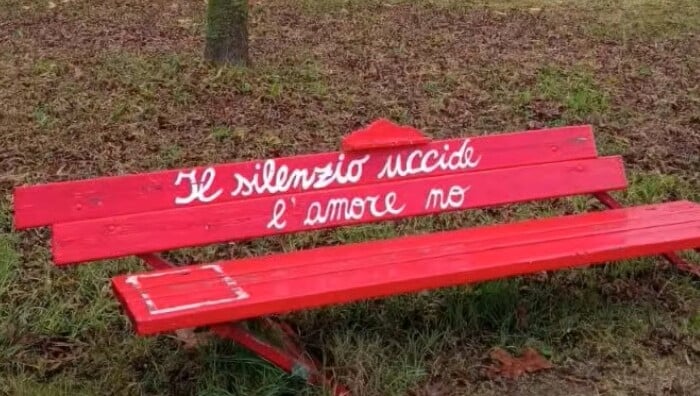 Il silenzio uccide
l'amore no